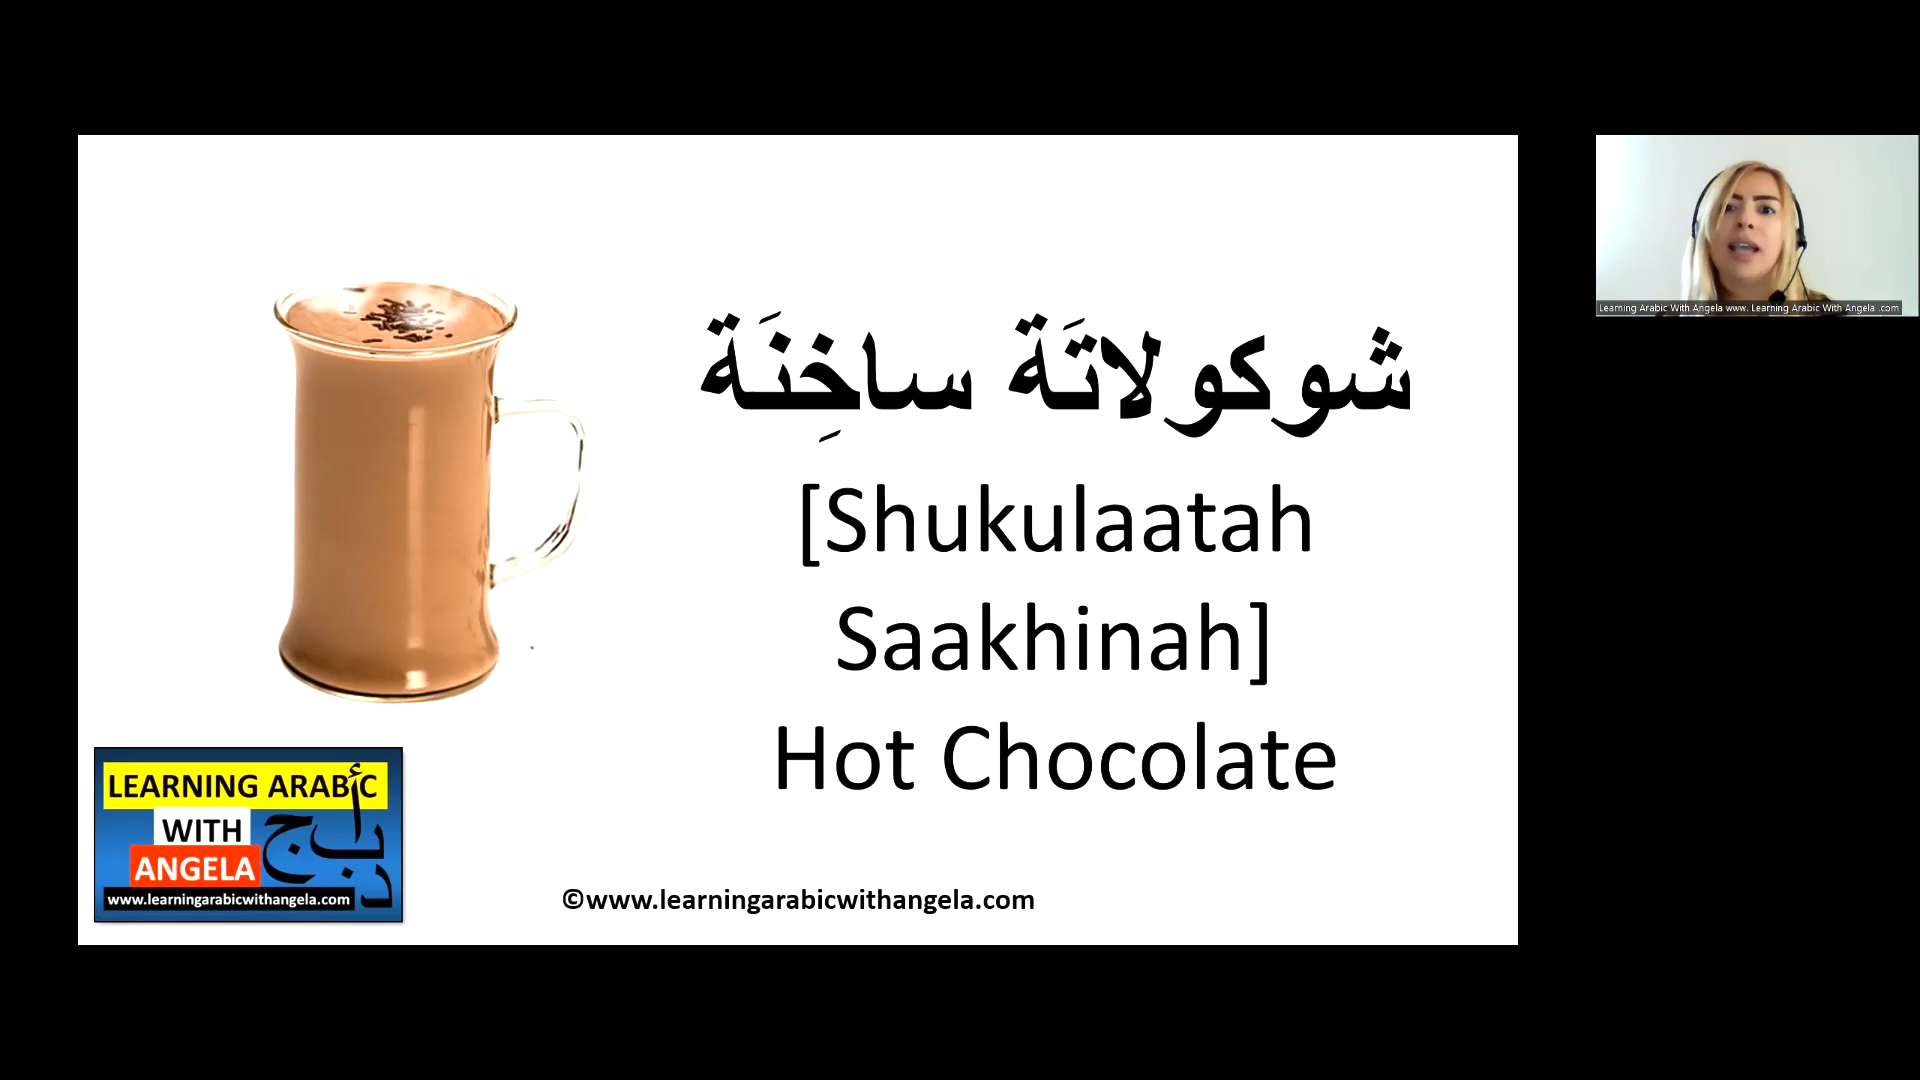 شوكولاتَة ساخِنَة
[Shukulaatah
Saakhinah]
Hot Chocolate
LEARNING ARABIC
WITH
ANGELA
أ ب ج د
www.learningarabicwithangela.com
©www.learningarabicwithangela.com
Learning Arabic With Angela www. Learning Arabic With Angela .com